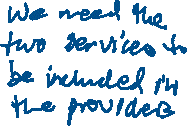 We need the
two services to
be included in
the provider